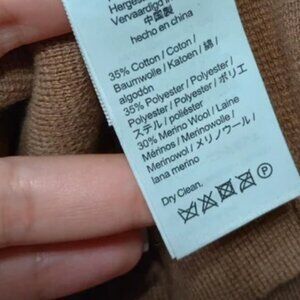 Vervaardigd
中国製
hecho en china
35% Cotton / Coton /
Baumwolle / Katoen / 綿 /
algodón
35% Polyester / Polyester /
Polyester / Polyester / ポリエ
ステル / poliéster
30% Merino Wool / Laine
Mérinos / Merinowolle /
Merinowol / メリノウール /
lana merino
Dry Clean.